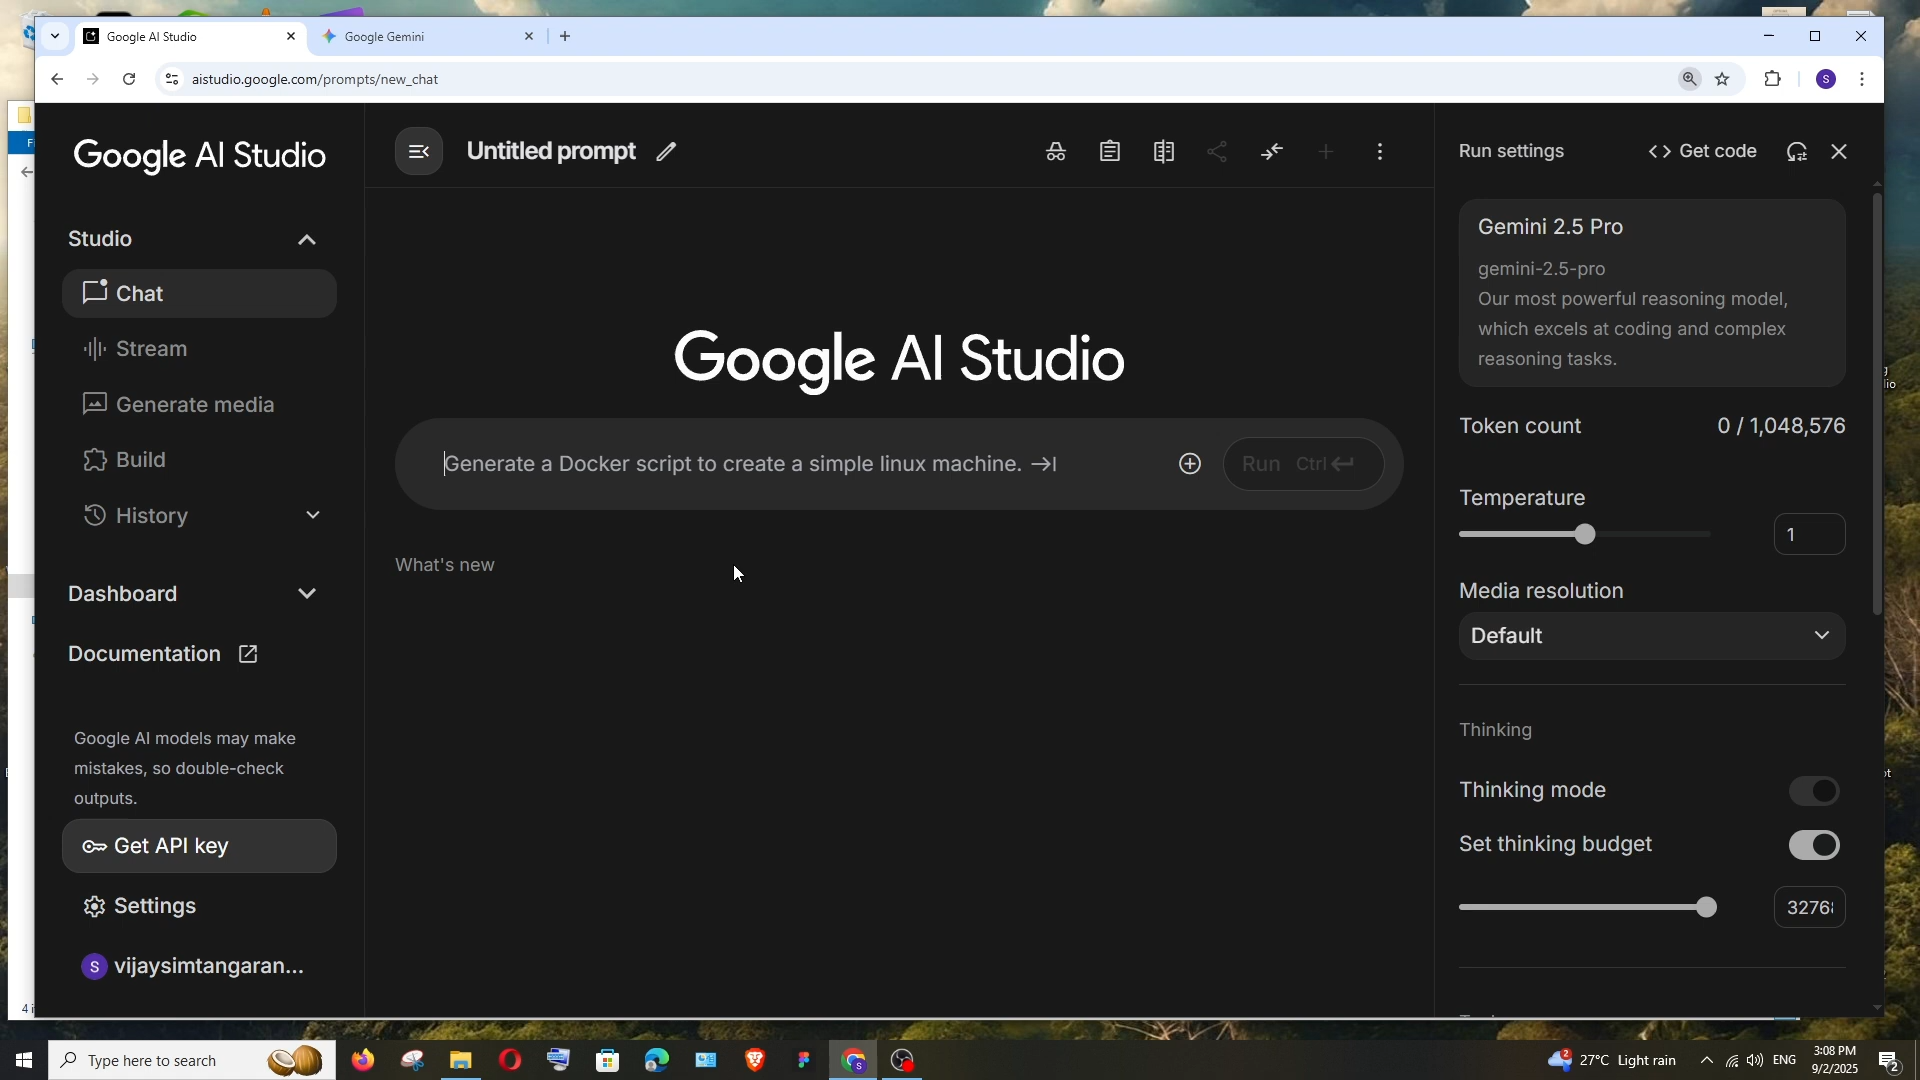 Google AI Studio
Google Gemini
aistudio.google.com/prompts/new_chat
S
Google AI Studio
Untitled prompt
Run settings
<> Get code
Studio
Chat
Stream
Generate media
Build
History
Dashboard
Documentation
Google AI models may make
mistakes, so double-check
outputs.
Get API key
Settings
S
vijaysimtangaran...
Google AI Studio
Generate a Docker script to create a simple linux machine.
Run Ctrl
What's new
Gemini 2.5 Pro
gemini-2.5-pro
Our most powerful reasoning model,
which excels at coding and complex
reasoning tasks.
Token count
0 / 1,048,576
Temperature
1
Media resolution
Default
Thinking
Thinking mode
Set thinking budget
Type here to search
2
27°C Light rain
ENG
3:08 PM
9/2/2025
2